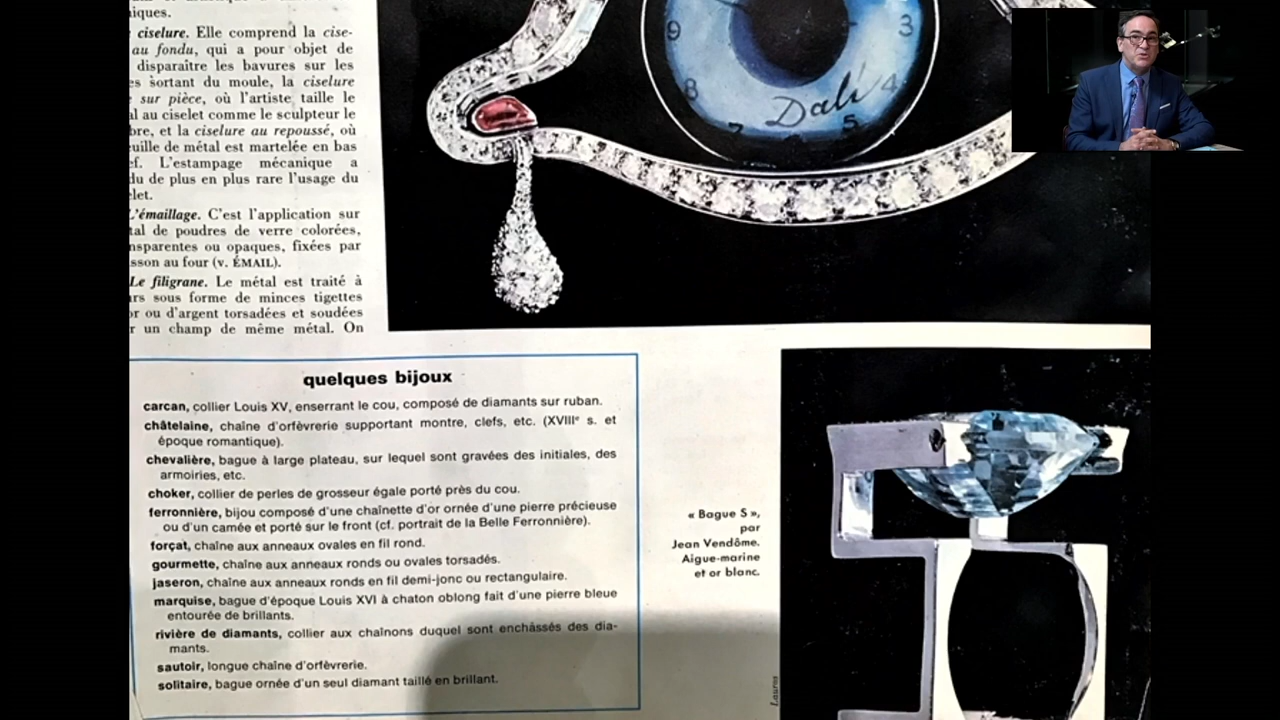 niques.
ciselure. Elle comprend la cise-
au fondu, qui a pour objet de
disparaître les bavures sur les
es sortant du moule, la ciselure
sur pièce, où l'artiste taille le
al au ciselet comme le sculpteur le
bre, et la ciselure au repoussé, où
euille de métal est martelée en bas
ef. L'estampage mécanique a
du de plus en plus rare l'usage du
elet.
L'émaillage. C'est l'application sur
tal de poudres de verre colorées,
nsparentes ou opaques, fixées par
sson au four (v. ÉMAIL).
Le filigrane. Le métal est traité à
rs sous forme de minces tigettes
or ou d'argent torsadées et soudées
r un champ de même métal. On
9
3
8
4
7
5
Dalí
quelques bijoux
carcan, collier Louis XV, enserrant le cou, composé de diamants sur ruban.
châtelaine, chaîne d'orfèvrerie supportant montre, clefs, etc. (XVIIIe s. et
époque romantique).
chevalière, bague à large plateau, sur lequel sont gravées des initiales, des
armoiries, etc.
choker, collier de perles de grosseur égale porté près du cou.
ferronnière, bijou composé d'une chaînette d'or ornée d'une pierre précieuse
ou d'un camée et porté sur le front (cf. portrait de la Belle Ferronnière).
forçat, chaîne aux anneaux ovales en fil rond.
gourmette, chaîne aux anneaux ronds ou ovales torsadés.
jaseron, chaîne aux anneaux ronds en fil demi-jonc ou rectangulaire.
marquise, bague d'époque Louis XVI à chaton oblong fait d'une pierre bleue
entourée de brillants.
rivière de diamants, collier aux chaînons duquel sont enchâssés des dia-
mants.
sautoir, longue chaîne d'orfèvrerie.
solitaire, bague ornée d'un seul diamant taillé en brillant.
« Bague S »,
par
Jean Vendôme.
Aigue-marine
et or blanc.
Lauros